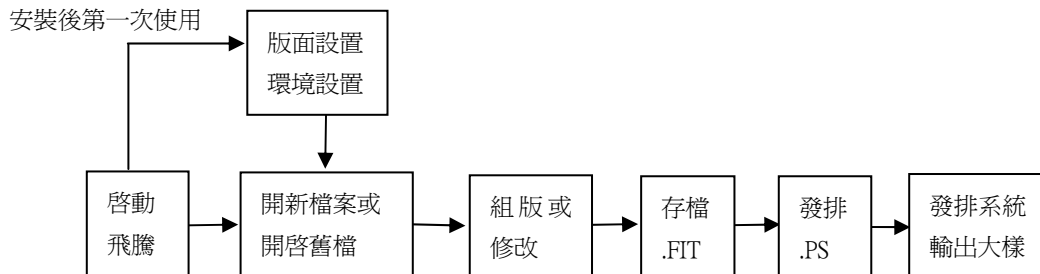 安裝後第一次使用
版面設置
環境設置
啓動
飛騰
開新檔案或
開啓舊檔
組版或
修改
存檔
.FIT
發排
.PS
發排系統
輸出大樣